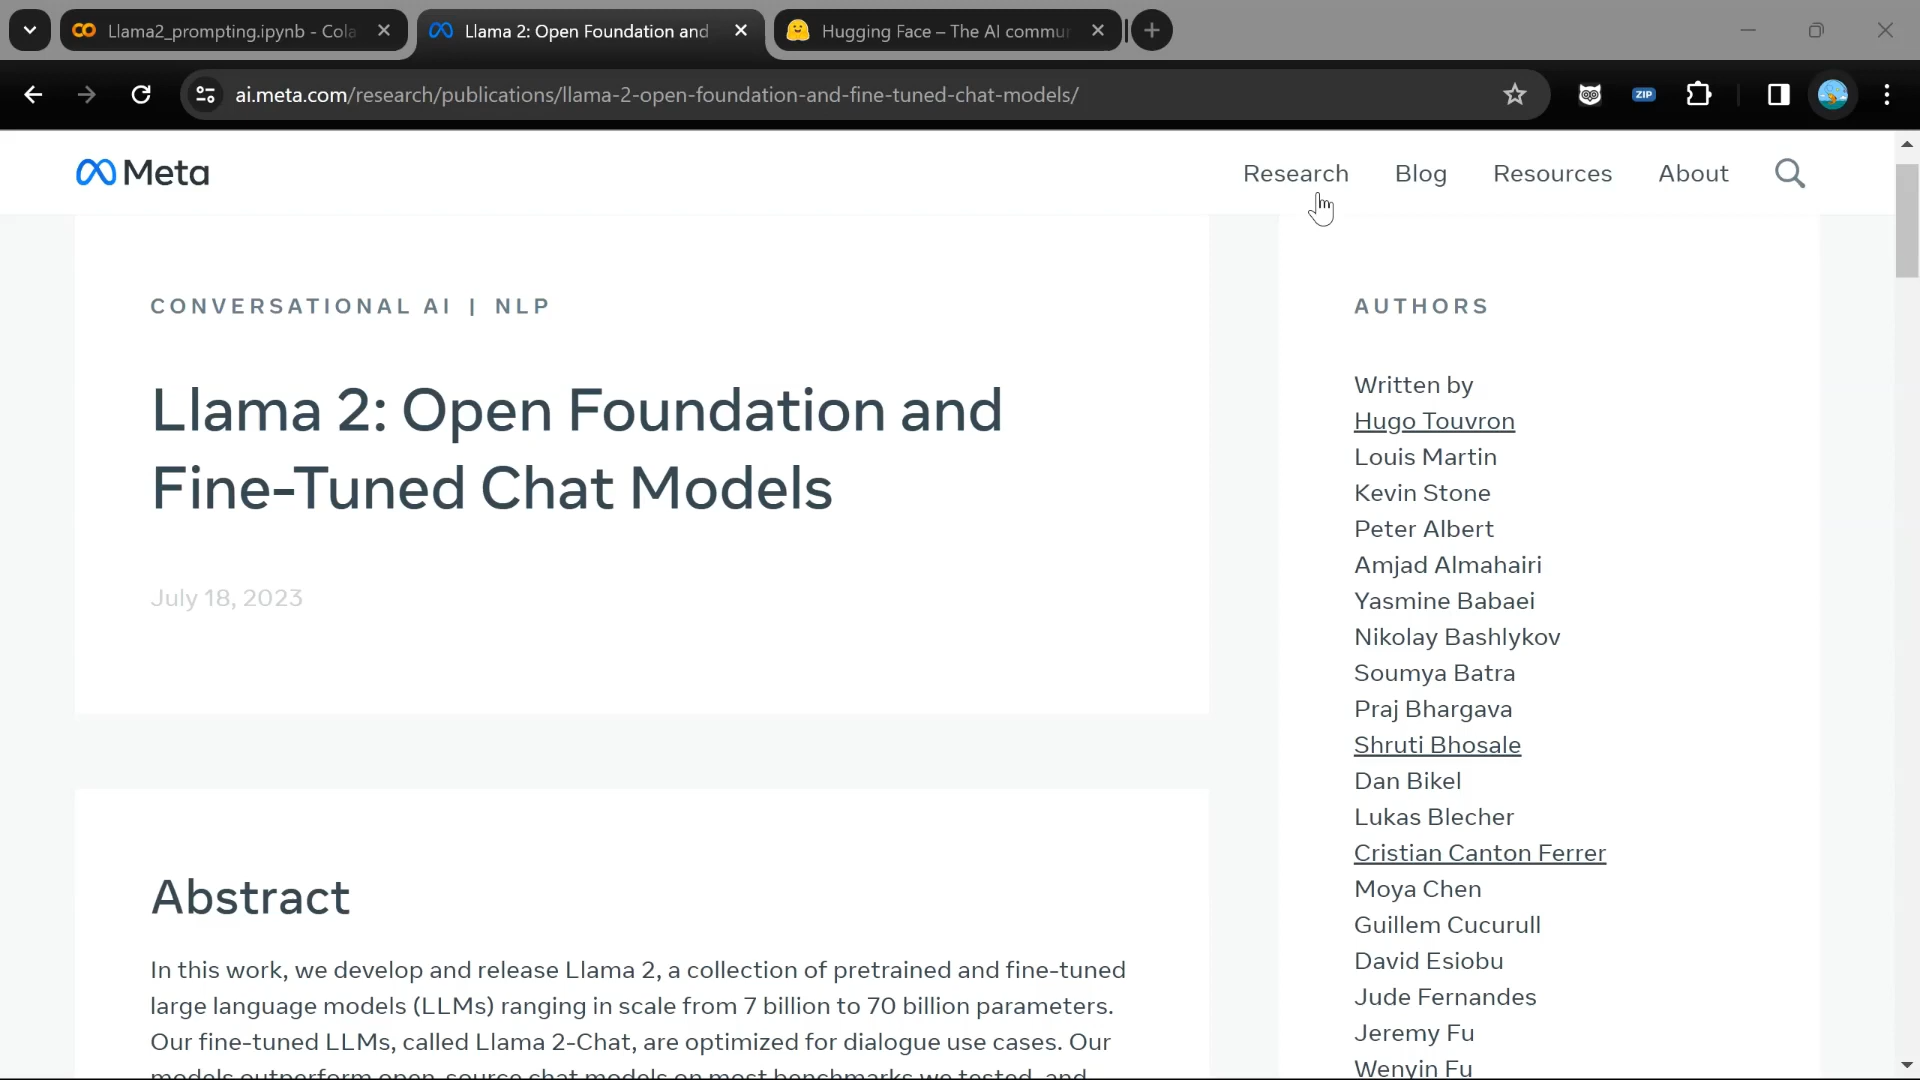 Llama2_prompting.ipynb - Cola
Llama 2: Open Foundation and
Hugging Face – The AI commun
ai.meta.com/research/publications/llama-2-open-foundation-and-fine-tuned-chat-models/
ZIP
Meta
Research
Blog
Resources
About
CONVERSATIONAL AI | NLP
Llama 2: Open Foundation and
Fine-Tuned Chat Models
July 18, 2023
Abstract
In this work, we develop and release Llama 2, a collection of pretrained and fine-tuned
large language models (LLMs) ranging in scale from 7 billion to 70 billion parameters.
Our fine-tuned LLMs, called Llama 2-Chat, are optimized for dialogue use cases. Our
models outperform open-source chat models on most benchmarks we tested, and
AUTHORS
Written by
Hugo Touvron
Louis Martin
Kevin Stone
Peter Albert
Amjad Almahairi
Yasmine Babaei
Nikolay Bashlykov
Soumya Batra
Praj Bhargava
Shruti Bhosale
Dan Bikel
Lukas Blecher
Cristian Canton Ferrer
Moya Chen
Guillem Cucurull
David Esiobu
Jude Fernandes
Jeremy Fu
Wenyin Fu